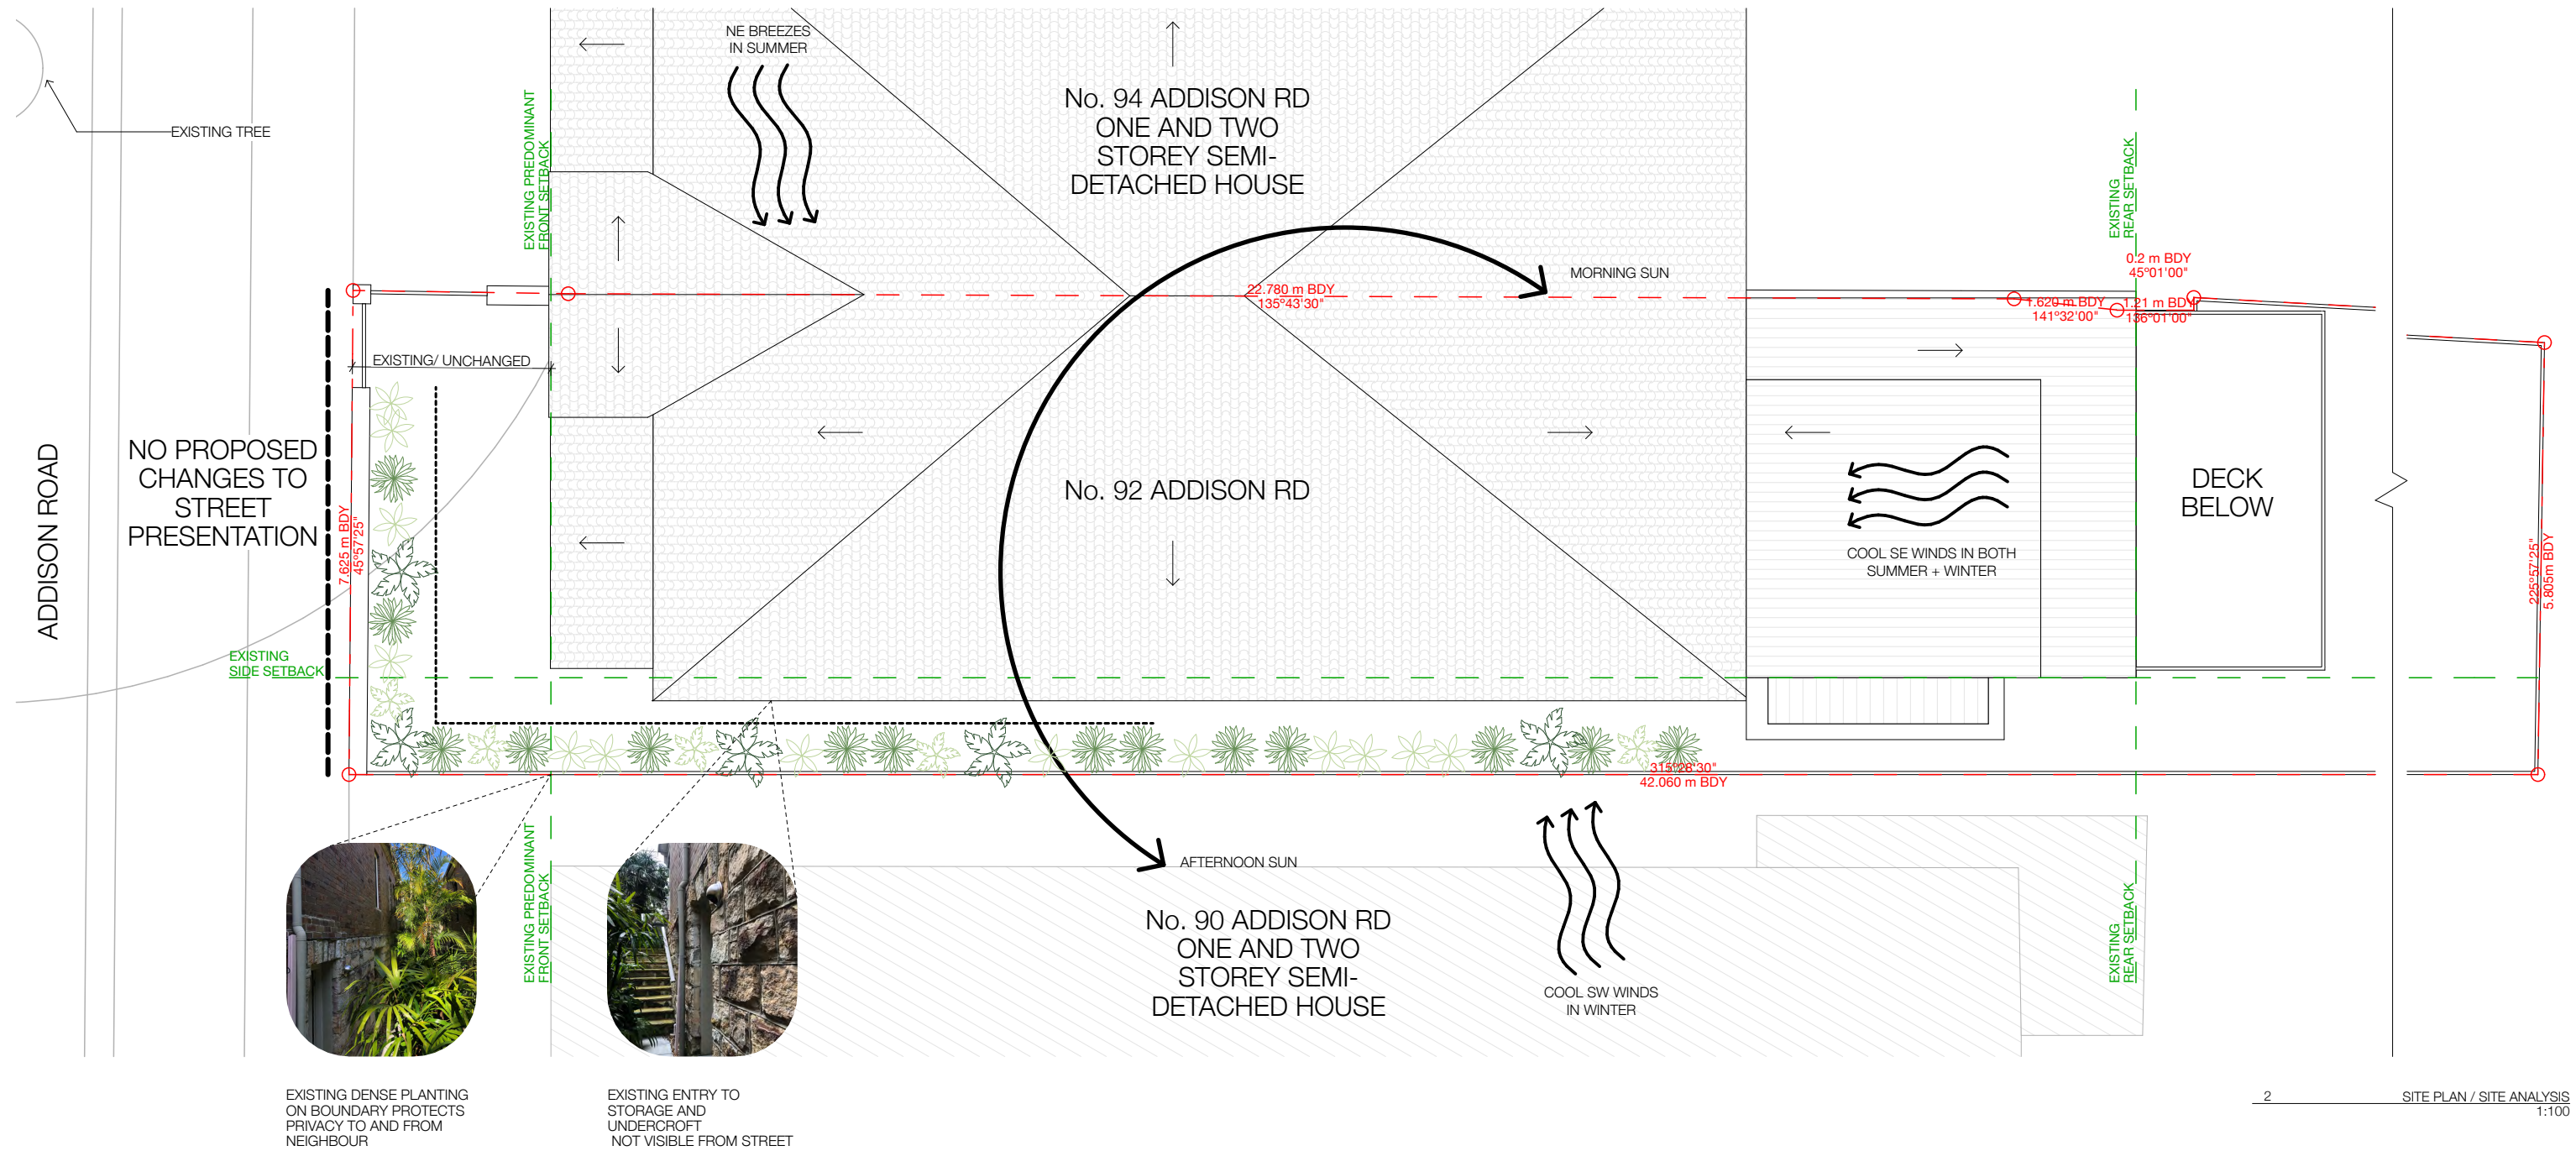 NE BREEZES
IN SUMMER
EXISTING TREE
EXISTING PREDOMINANT
FRONT SETBACK
No. 94 ADDISON RD
ONE AND TWO
STOREY SEMI-
DETACHED HOUSE
EXISTING
REAR SETBACK
0.2 m BDY
45°01'00"
MORNING SUN
22.780 m BDY
135°43'30"
1.620 m BDY
141°32'00"
1.21 m BDY
136°01'00"
EXISTING/ UNCHANGED
ADDISON ROAD
NO PROPOSED
CHANGES TO
STREET
PRESENTATION
7.625 m BDY
45°57'25"
No. 92 ADDISON RD
COOL SE WINDS IN BOTH
SUMMER + WINTER
DECK
BELOW
225°57'25"
5.805m BDY
EXISTING
SIDE SETBACK
315°28'30"
42.060 m BDY
AFTERNOON SUN
EXISTING PREDOMINANT
FRONT SETBACK
No. 90 ADDISON RD
ONE AND TWO
STOREY SEMI-
DETACHED HOUSE
COOL SW WINDS
IN WINTER
EXISTING
REAR SETBACK
EXISTING DENSE PLANTING
ON BOUNDARY PROTECTS
PRIVACY TO AND FROM
NEIGHBOUR
EXISTING ENTRY TO
STORAGE AND
UNDERCROFT
NOT VISIBLE FROM STREET
2 SITE PLAN / SITE ANALYSIS
1:100